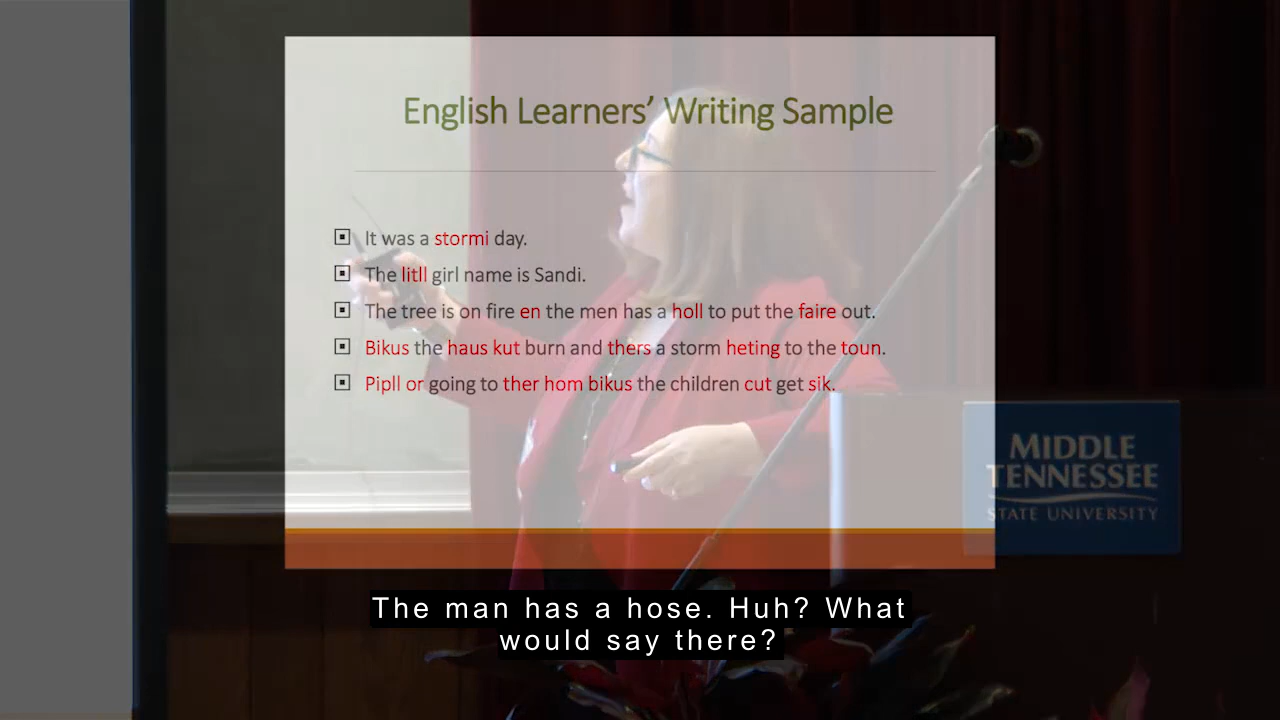 English Learners' Writing Sample
It was a stormi day.
The litll girl name is Sandi.
The tree is on fire en the men has a holl to put the faire out.
Bikus the haus kut burn and thers a storm heting to the toun.
Pipll or going to ther hom bikus the children cut get sik.
MIDDLE
TENNESSEE
STATE UNIVERSITY
The man has a hose. Huh? What
would say there?